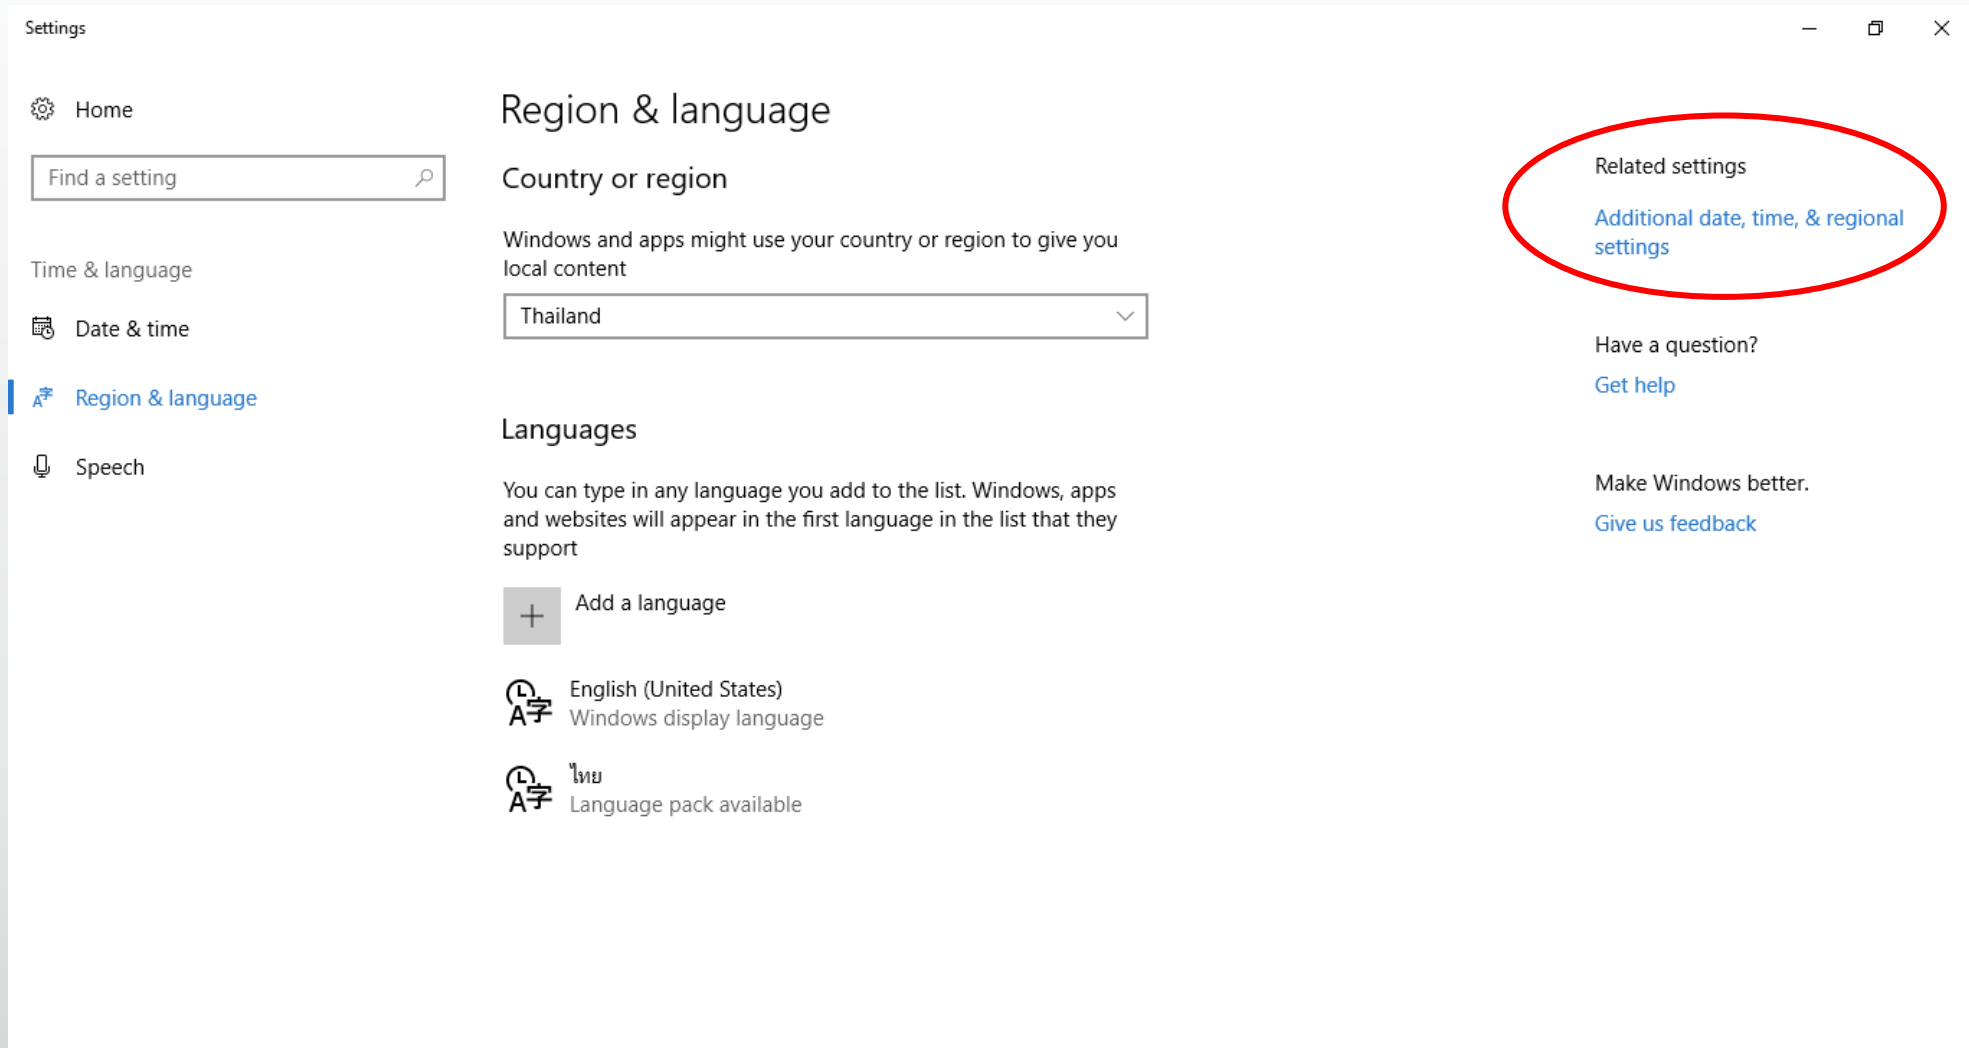 Settings
Home
Find a setting
Time & language
Date & time
Region & language
Speech
Region & language
Country or region
Windows and apps might use your country or region to give you
local content
Thailand
Languages
You can type in any language you add to the list. Windows, apps
and websites will appear in the first language in the list that they
support
Add a language
English (United States)
Windows display language
ไทย
Language pack available
Related settings
Additional date, time, & regional
settings
Have a question?
Get help
Make Windows better.
Give us feedback